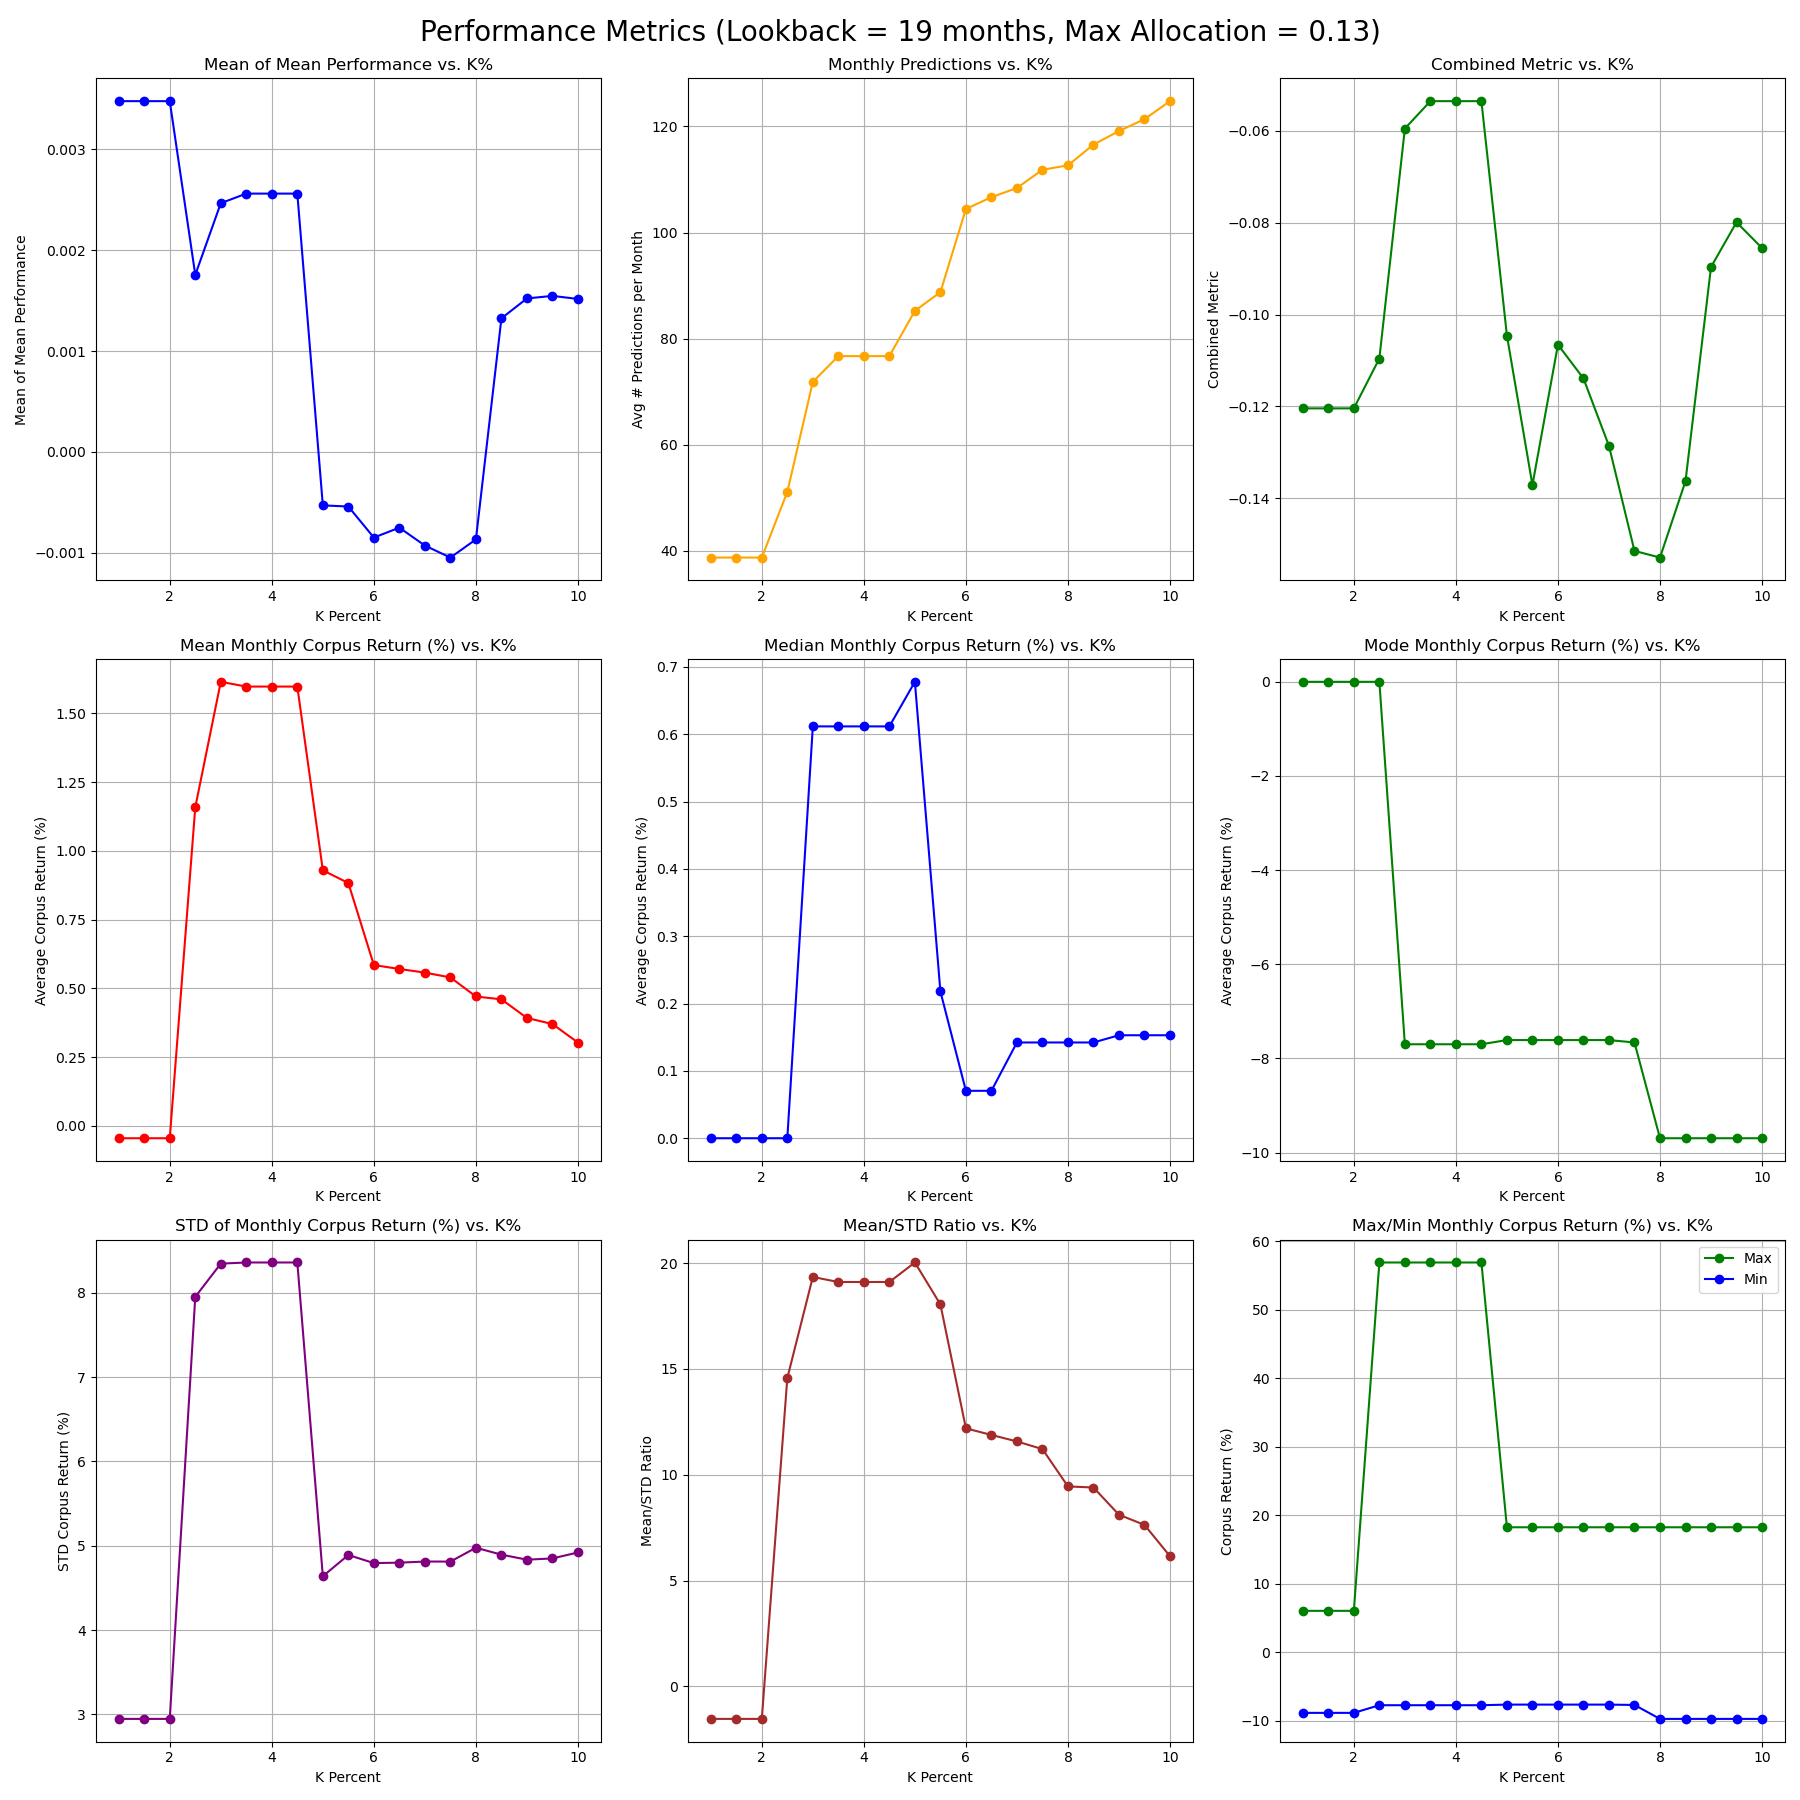 Performance Metrics (Lookback = 19 months, Max Allocation = 0.13)
Mean of Mean Performance vs. K%
Mean of Mean Performance
0.003
0.002
0.001
0.000
−0.001
2 4 6 8 10
K Percent
Monthly Predictions vs. K%
Avg # Predictions per Month
120
100
80
60
40
2 4 6 8 10
K Percent
Combined Metric vs. K%
Combined Metric
−0.06
−0.08
−0.10
−0.12
−0.14
2 4 6 8 10
K Percent
Mean Monthly Corpus Return (%) vs. K%
Average Corpus Return (%)
1.50
1.25
1.00
0.75
0.50
0.25
0.00
2 4 6 8 10
K Percent
Median Monthly Corpus Return (%) vs. K%
Average Corpus Return (%)
0.7
0.6
0.5
0.4
0.3
0.2
0.1
0.0
2 4 6 8 10
K Percent
Mode Monthly Corpus Return (%) vs. K%
Average Corpus Return (%)
0
−2
−4
−6
−8
−10
2 4 6 8 10
K Percent
STD of Monthly Corpus Return (%) vs. K%
STD Corpus Return (%)
8
7
6
5
4
3
2 4 6 8 10
K Percent
Mean/STD Ratio vs. K%
Mean/STD Ratio
20
15
10
5
0
2 4 6 8 10
K Percent
Max/Min Monthly Corpus Return (%) vs. K%
Corpus Return (%)
60
50
40
30
20
10
0
−10
Max
Min
2 4 6 8 10
K Percent